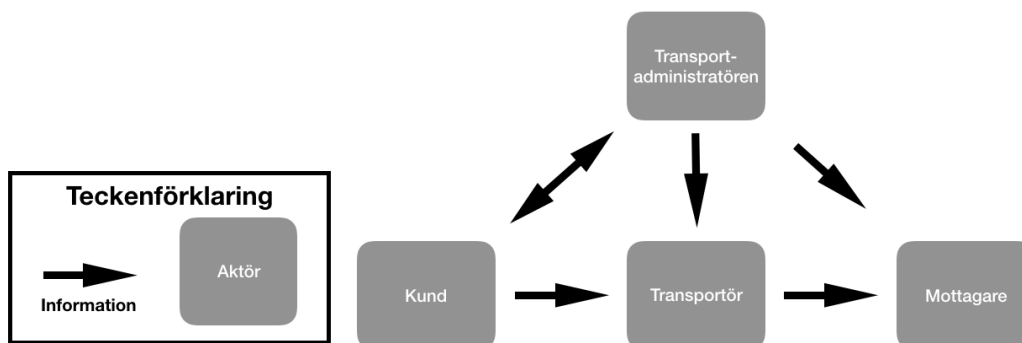 Transport-
administratören
Teckenförklaring
Aktör
Information
Kund
Transportör
Mottagare